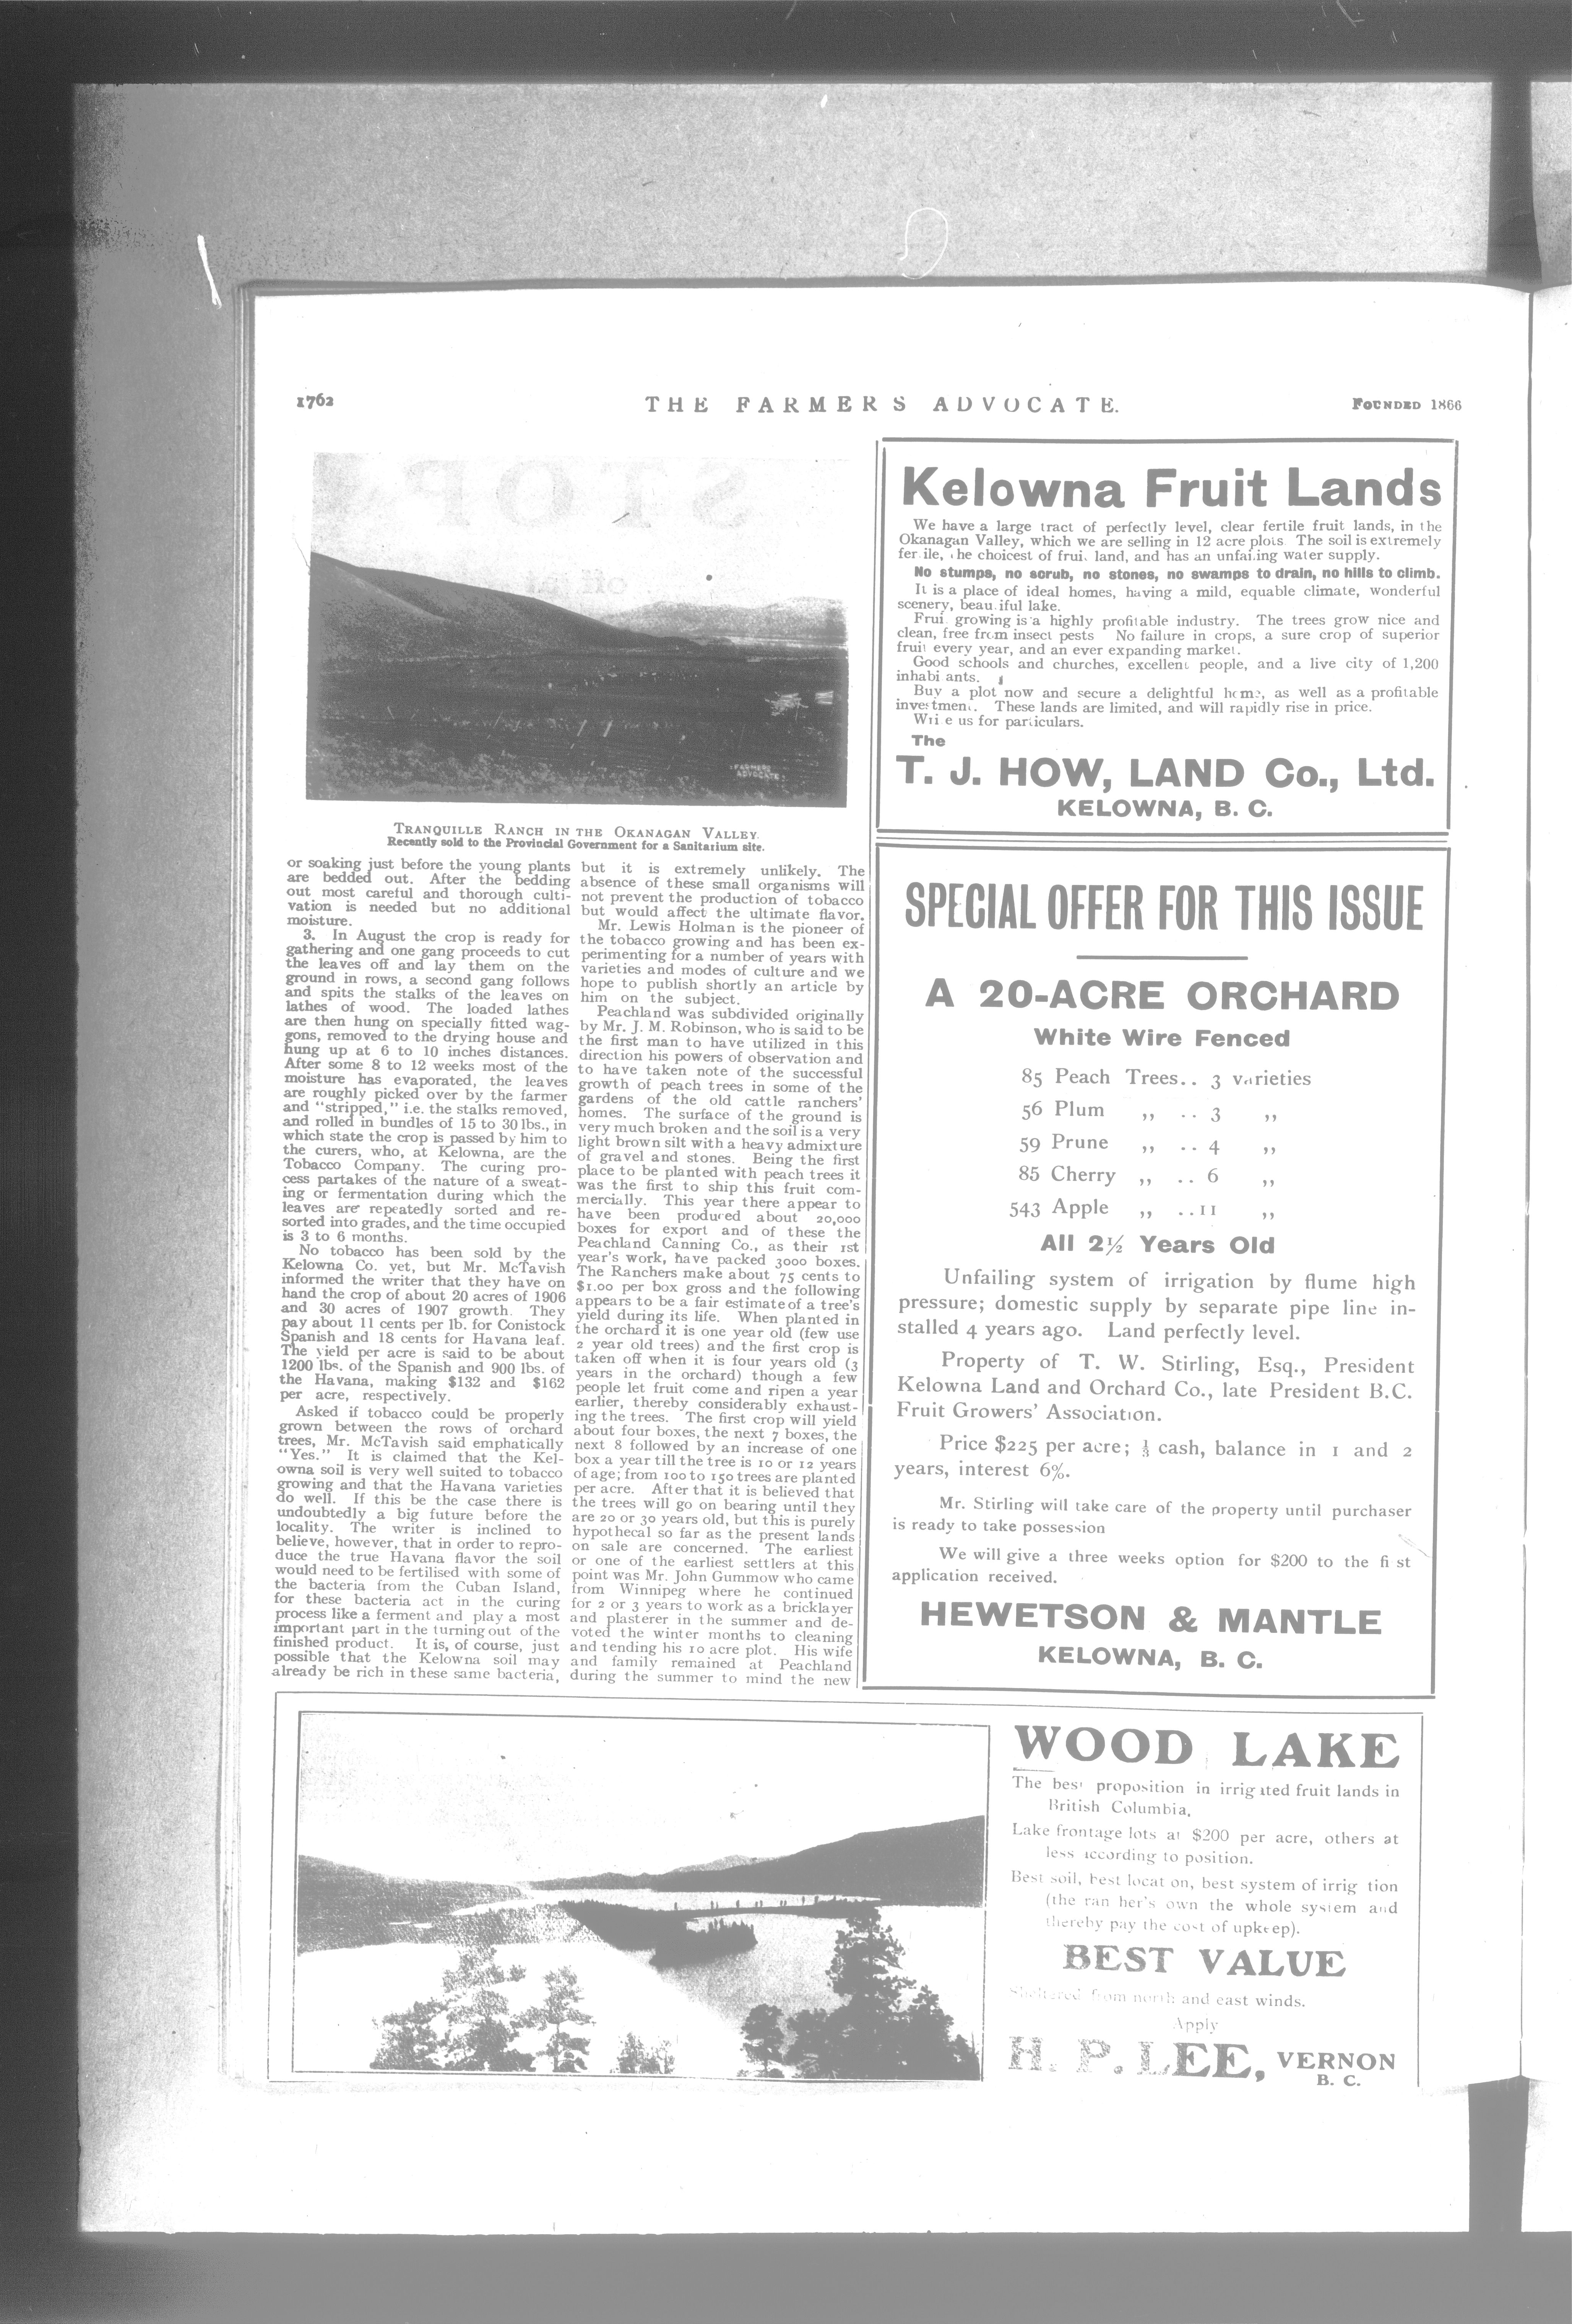 1762
THE FARMERS ADVOCATE.
FOUNDED 1866
FARMERS
ADVOCATE
TRANQUILLE RANCH IN THE OKANAGAN VALLEY.
Recently sold to the Provincial Government for a Sanitarium site.
or soaking just before the young plants
are bedded out. After the bedding
out most careful and thorough culti-
vation is needed but no additional
moisture.
3. In August the crop is ready for
gathering and one gang proceeds to cut
the leaves off and lay them on the
ground in rows, a second gang follows
and spits the stalks of the leaves on
lathes of wood. The loaded lathes
are then hung on specially fitted wag-
gons, removed to the drying house and
hung up at 6 to 10 inches distances.
After some 8 to 12 weeks most of the
moisture has evaporated, the leaves
are roughly picked over by the farmer
and "stripped," i.e. the stalks removed,
and rolled in bundles of 15 to 30 lbs., in
which state the crop is passed by him to
the curers, who, at Kelowna, are the
Tobacco Company. The curing pro-
cess partakes of the nature of a sweat-
ing or fermentation during which the
leaves are repeatedly sorted and re-
sorted into grades, and the time occupied
is 3 to 6 months.
No tobacco has been sold by the
Kelowna Co. yet, but Mr. McTavish
informed the writer that they have on
hand the crop of about 20 acres of 1906
and 30 acres of 1907 growth. They
pay about 11 cents per lb. for Conistock
Spanish and 18 cents for Havana leaf.
The yield per acre is said to be about
1200 lbs. of the Spanish and 900 lbs. of
the Havana, making $132 and $162
per acre, respectively.
Asked if tobacco could be properly
grown between the rows of orchard
trees, Mr. McTavish said emphatically
"Yes." It is claimed that the Kel-
owna soil is very well suited to tobacco
growing and that the Havana varieties
do well. If this be the case there is
undoubtedly a big future before the
locality. The writer is inclined to
believe, however, that in order to repro-
duce the true Havana flavor the soil
would need to be fertilised with some of
the bacteria from the Cuban Island,
for these bacteria act in the curing
process like a ferment and play a most
important part in the turning out of the
finished product. It is, of course, just
possible that the Kelowna soil may
already be rich in these same bacteria,
but it is extremely unlikely. The
absence of these small organisms will
not prevent the production of tobacco
but would affect the ultimate flavor.
Mr. Lewis Holman is the pioneer of
the tobacco growing and has been ex-
perimenting for a number of years with
varieties and modes of culture and we
hope to publish shortly an article by
him on the subject.
Peachland was subdivided originally
by Mr. J. M. Robinson, who is said to be
the first man to have utilized in this
direction his powers of observation and
to have taken note of the successful
growth of peach trees in some of the
gardens of the old cattle ranchers'
homes. The surface of the ground is
very much broken and the soil is a very
light brown silt with a heavy admixture
of gravel and stones. Being the first
place to be planted with peach trees it
was the first to ship this fruit com-
mercially. This year there appear to
have been produced about 20,000
boxes for export and of these the
Peachland Canning Co., as their 1st
year's work, have packed 3000 boxes.
The Ranchers make about 75 cents to
$1.00 per box gross and the following
appears to be a fair estimate of a tree's
yield during its life. When planted in
the orchard it is one year old (few use
2 year old trees) and the first crop is
taken off when it is four years old (3
years in the orchard) though a few
people let fruit come and ripen a year
earlier, thereby considerably exhaust-
ing the trees. The first crop will yield
about four boxes, the next 7 boxes, the
next 8 followed by an increase of one
box a year till the tree is 10 or 12 years
of age; from 100 to 150 trees are planted
per acre. After that it is believed that
the trees will go on bearing until they
are 20 or 30 years old, but this is purely
hypothecal so far as the present lands
on sale are concerned. The earliest
or one of the earliest settlers at this
point was Mr. John Gummow who came
from Winnipeg where he continued
for 2 or 3 years to work as a bricklayer
and plasterer in the summer and de-
voted the winter months to cleaning
and tending his 10 acre plot. His wife
and family remained at Peachland
during the summer to mind the new
Kelowna Fruit Lands
We have a large tract of perfectly level, clear fertile fruit lands, in the
Okanagan Valley, which we are selling in 12 acre plots. The soil is extremely
fertile, the choicest of fruit land, and has an unfailing water supply.
No stumps, no scrub, no stones, no swamps to drain, no hills to climb.
It is a place of ideal homes, having a mild, equable climate, wonderful
scenery, beautiful lake.
Fruit growing is a highly profitable industry. The trees grow nice and
clean, free from insect pests. No failure in crops, a sure crop of superior
fruit every year, and an ever expanding market.
Good schools and churches, excellent people, and a live city of 1,200
inhabitants.
Buy a plot now and secure a delightful home, as well as a profitable
investment. These lands are limited, and will rapidly rise in price.
Write us for particulars.
The
T. J. HOW, LAND Co., Ltd.
KELOWNA, B. C.
SPECIAL OFFER FOR THIS ISSUE
A 20-ACRE ORCHARD
White Wire Fenced
85 Peach Trees.. 3 varieties
56 Plum ,, .. 3 ,,
59 Prune ,, .. 4 ,,
85 Cherry ,, .. 6 ,,
543 Apple ,, ..11 ,,
All 2½ Years Old
Unfailing system of irrigation by flume high
pressure; domestic supply by separate pipe line in-
stalled 4 years ago. Land perfectly level.
Property of T. W. Stirling, Esq., President
Kelowna Land and Orchard Co., late President B.C.
Fruit Growers' Association.
Price $225 per acre; ⅓ cash, balance in 1 and 2
years, interest 6%.
Mr. Stirling will take care of the property until purchaser
is ready to take possession
We will give a three weeks option for $200 to the first
application received.
HEWETSON & MANTLE
KELOWNA, B. C.
WOOD LAKE
The best proposition in irrigated fruit lands in
British Columbia,
Lake frontage lots at $200 per acre, others at
less according to position.
Best soil, best location, best system of irrigation
(the rancher's own the whole system and
thereby pay the cost of upkeep).
BEST VALUE
Sheltered from north and east winds.
Apply
H. P. LEE, VERNON
B. C.